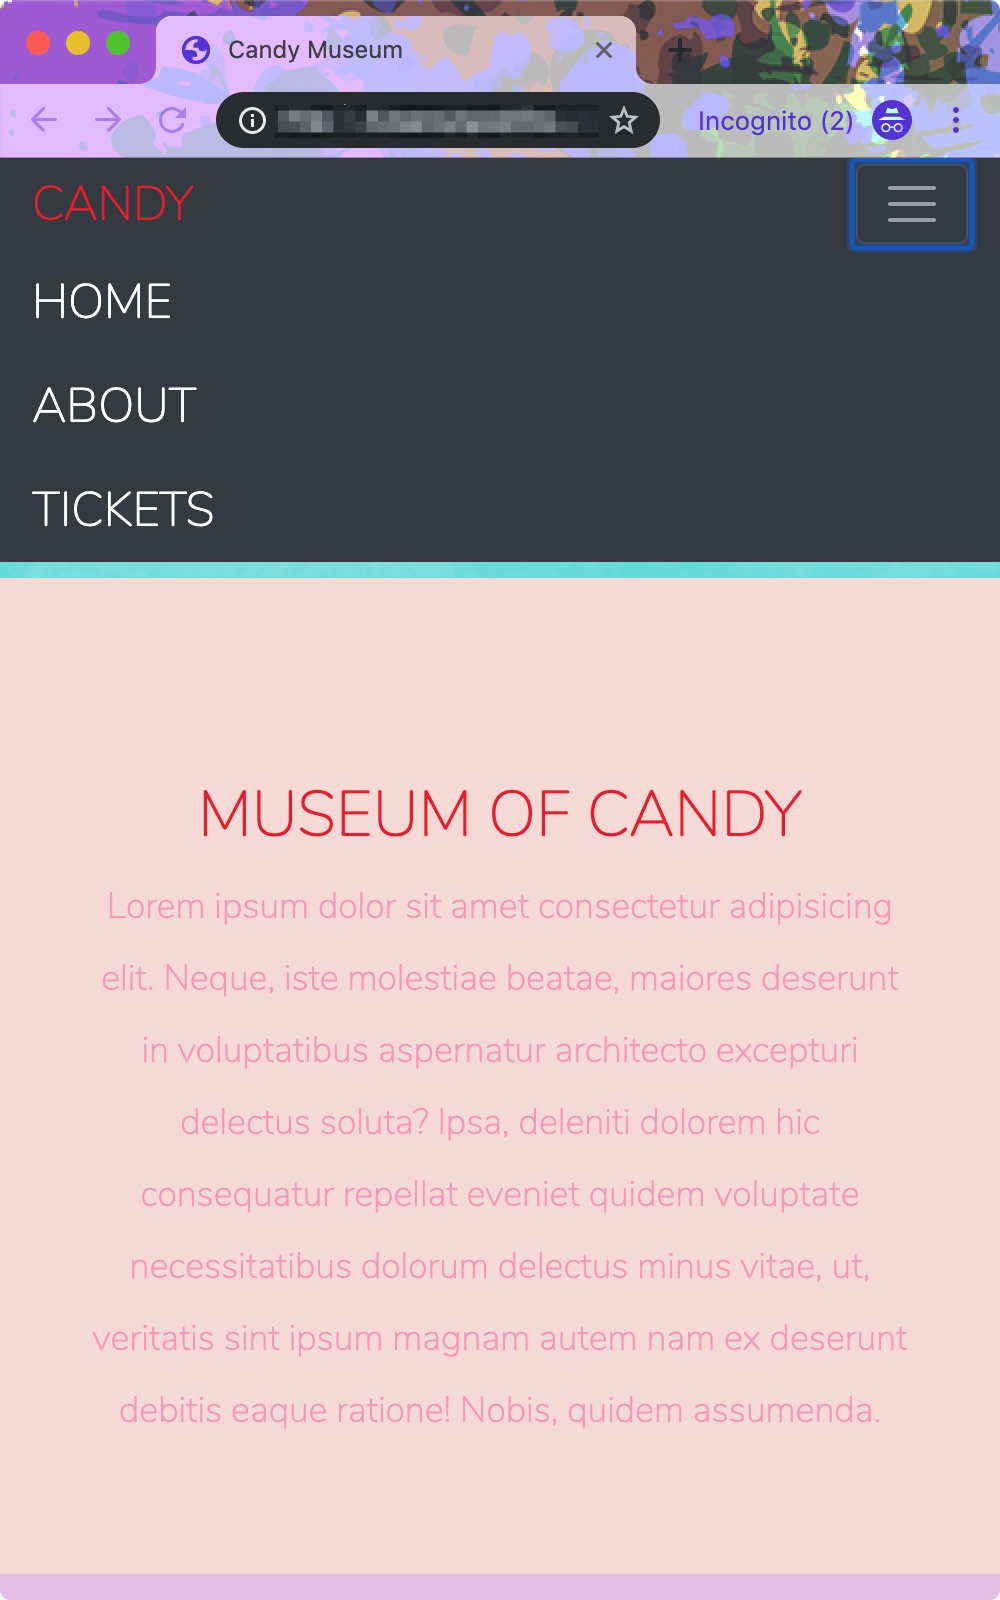 Candy Museum
Incognito (2)
CANDY
HOME
ABOUT
TICKETS
MUSEUM OF CANDY
Lorem ipsum dolor sit amet consectetur adipisicing
elit. Neque, iste molestiae beatae, maiores deserunt
in voluptatibus aspernatur architecto excepturi
delectus soluta? Ipsa, deleniti dolorem hic
consequatur repellat eveniet quidem voluptate
necessitatibus dolorum delectus minus vitae, ut,
veritatis sint ipsum magnam autem nam ex deserunt
debitis eaque ratione! Nobis, quidem assumenda.